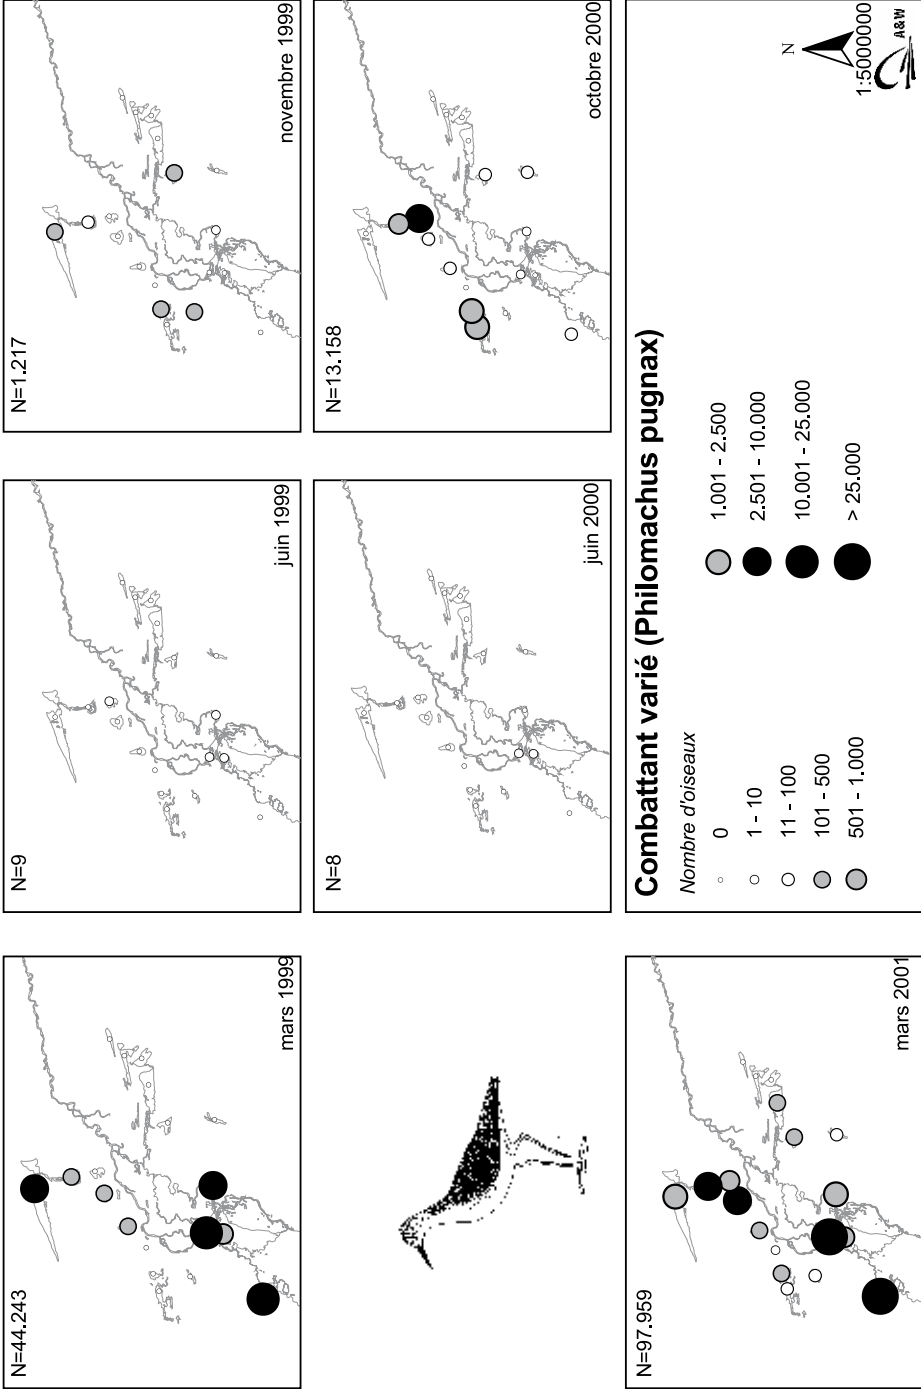 N=44.243
mars 1999
N=9
juin 1999
N=1.217
novembre 1999
N=8
juin 2000
N=13.158
octobre 2000
N=97.959
mars 2001
Combattant varié (Philomachus pugnax)
Nombre d'oiseaux
0
1 - 10
11 - 100
101 - 500
501 - 1.000
1.001 - 2.500
2.501 - 10.000
10.001 - 25.000
> 25.000
N
1:5000000
A&W